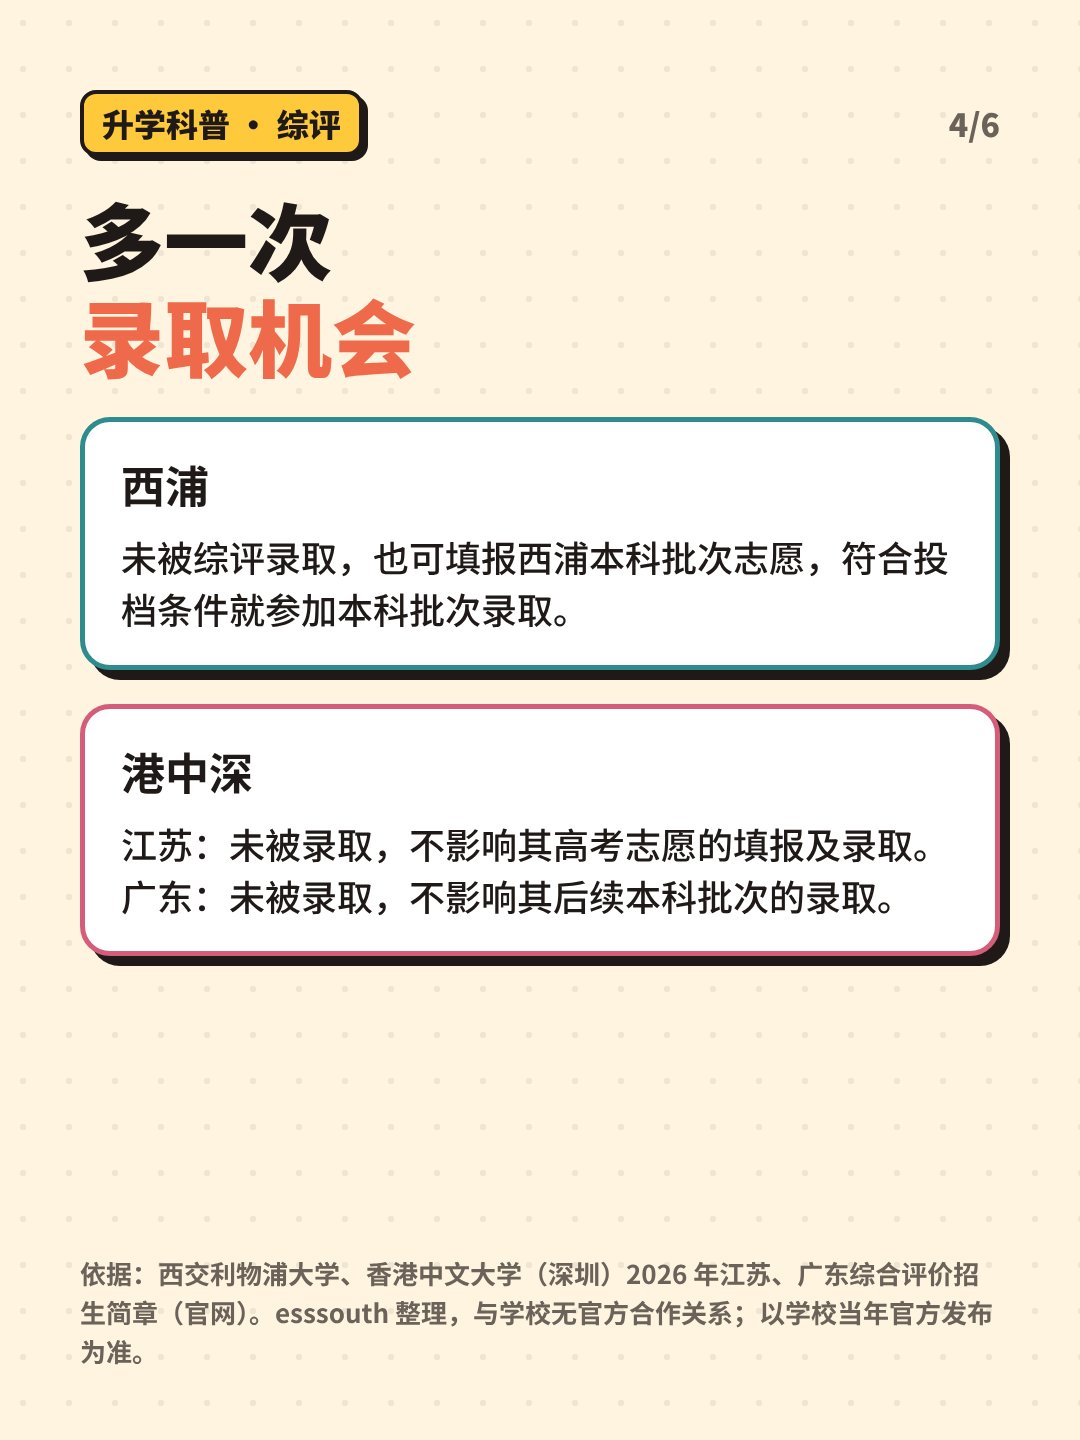 升学科普 · 综评
4/6
多一次
录取机会
西浦
未被综评录取，也可填报西浦本科批次志愿，符合投
档条件就参加本科批次录取。
港中深
江苏：未被录取，不影响其高考志愿的填报及录取。
广东：未被录取，不影响其后续本科批次的录取。
依据：西交利物浦大学、香港中文大学（深圳）2026 年江苏、广东综合评价招
生简章（官网）。esssouth 整理，与学校无官方合作关系；以学校当年官方发布
为准。